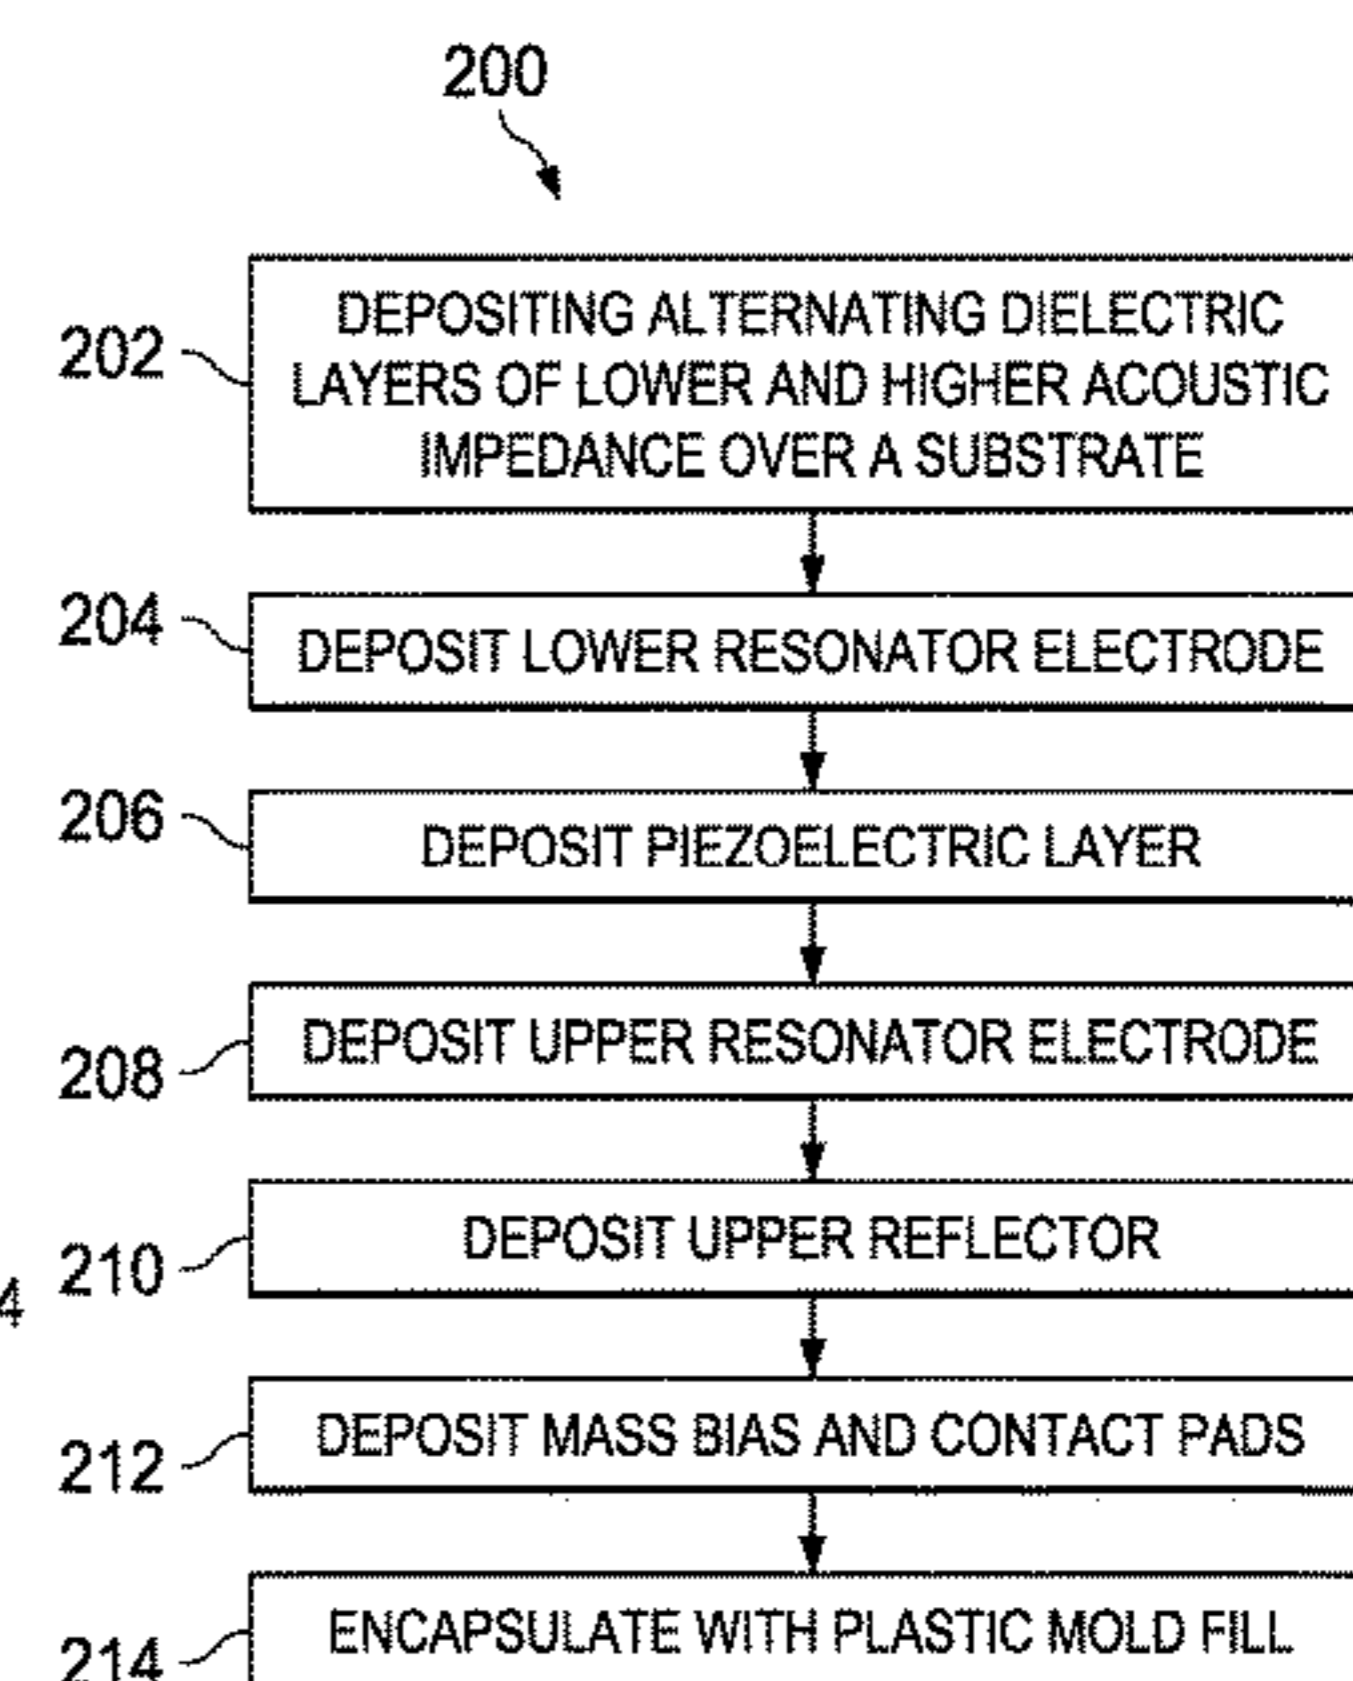 200
202
DEPOSITING ALTERNATING DIELECTRIC
LAYERS OF LOWER AND HIGHER ACOUSTIC
IMPEDANCE OVER A SUBSTRATE
204
DEPOSIT LOWER RESONATOR ELECTRODE
206
DEPOSIT PIEZOELECTRIC LAYER
208
DEPOSIT UPPER RESONATOR ELECTRODE
210
DEPOSIT UPPER REFLECTOR
4
212
DEPOSIT MASS BIAS AND CONTACT PADS
214
ENCAPSULATE WITH PLASTIC MOLD FILL